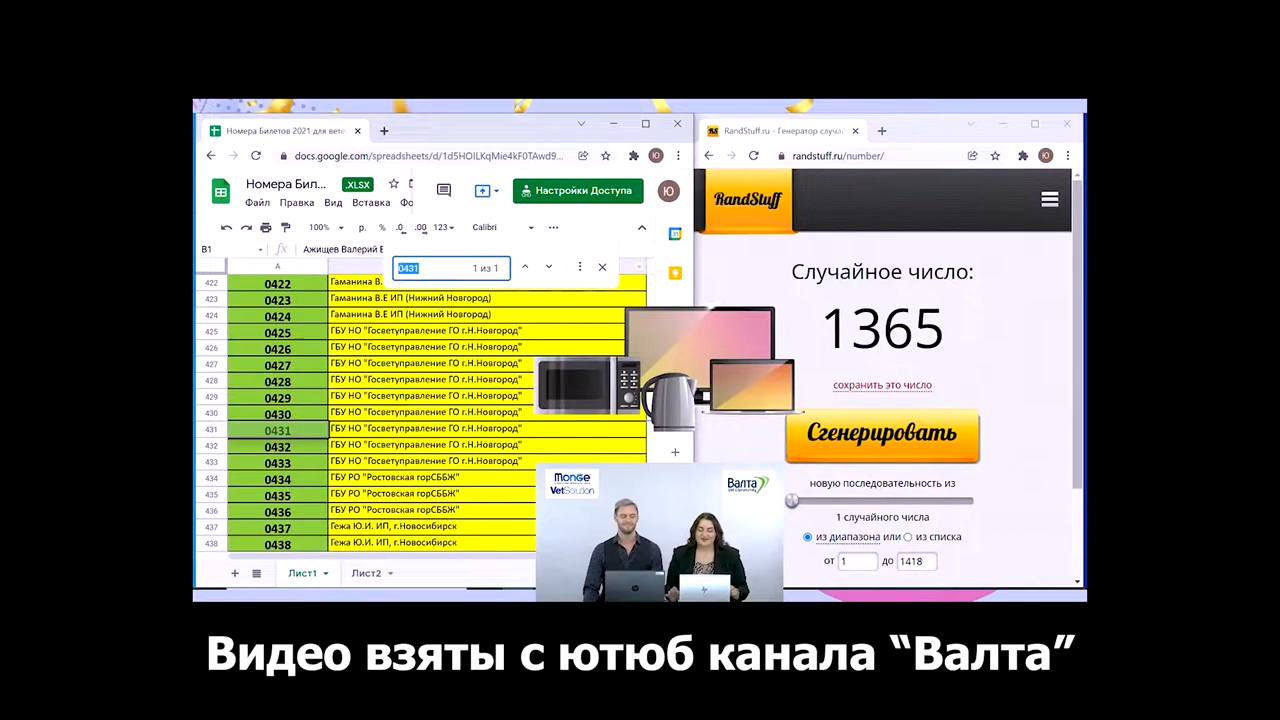 Номера Билетов 2021 для вете
docs.google.com/spreadsheets/d/1d5HOILKqMie4kF0TAwd9...
Ю
Номера Бил... .XLSX
Файл Правка Вид Вставка Фо
Настройки Доступа
Ю
100% р. % .0 .00 123 Calibri
B1 fx Ажищев Валерий Е
0431 1 из 1
A
422 0422 Гаманина В.
423 0423 Гаманина В.Е ИП (Нижний Новгород)
424 0424 Гаманина В.Е ИП (Нижний Новгород)
425 0425 ГБУ НО "Госветуправление ГО г.Н.Новгород"
426 0426 ГБУ НО "Госветуправление ГО г.Н.Новгород"
427 0427 ГБУ НО "Госветуправление ГО г.Н.Новгород"
428 0428 ГБУ НО "Госветуправление ГО г.Н.Новгород"
429 0429 ГБУ НО "Госветуправление ГО г.Н.Новгород"
430 0430 ГБУ НО "Госветуправление ГО г.Н.Новгород"
431 0431 ГБУ НО "Госветуправление ГО г.Н.Новгород"
432 0432 ГБУ НО "Госветуправление ГО г.Н.Новгород"
433 0433 ГБУ НО "Госветуправление ГО г.Н.Новгород"
434 0434 ГБУ РО "Ростовская горСББЖ"
435 0435 ГБУ РО "Ростовская горСББЖ"
436 0436 ГБУ РО "Ростовская горСББЖ"
437 0437 Гежа Ю.И. ИП, г.Новосибирск
438 0438 Гежа Ю.И. ИП, г.Новосибирск
Лист1 Лист2
RandStuff.ru - Генератор случа
randstuff.ru/number/
Ю
RandStuff
Случайное число:
1365
сохранить это число
Сгенерировать
новую последовательность из
1 случайного числа
из диапазона или из списка
от 1 до 1418
Monge
VetSolution
Валта
Видео взяты с ютюб канала “Валта”